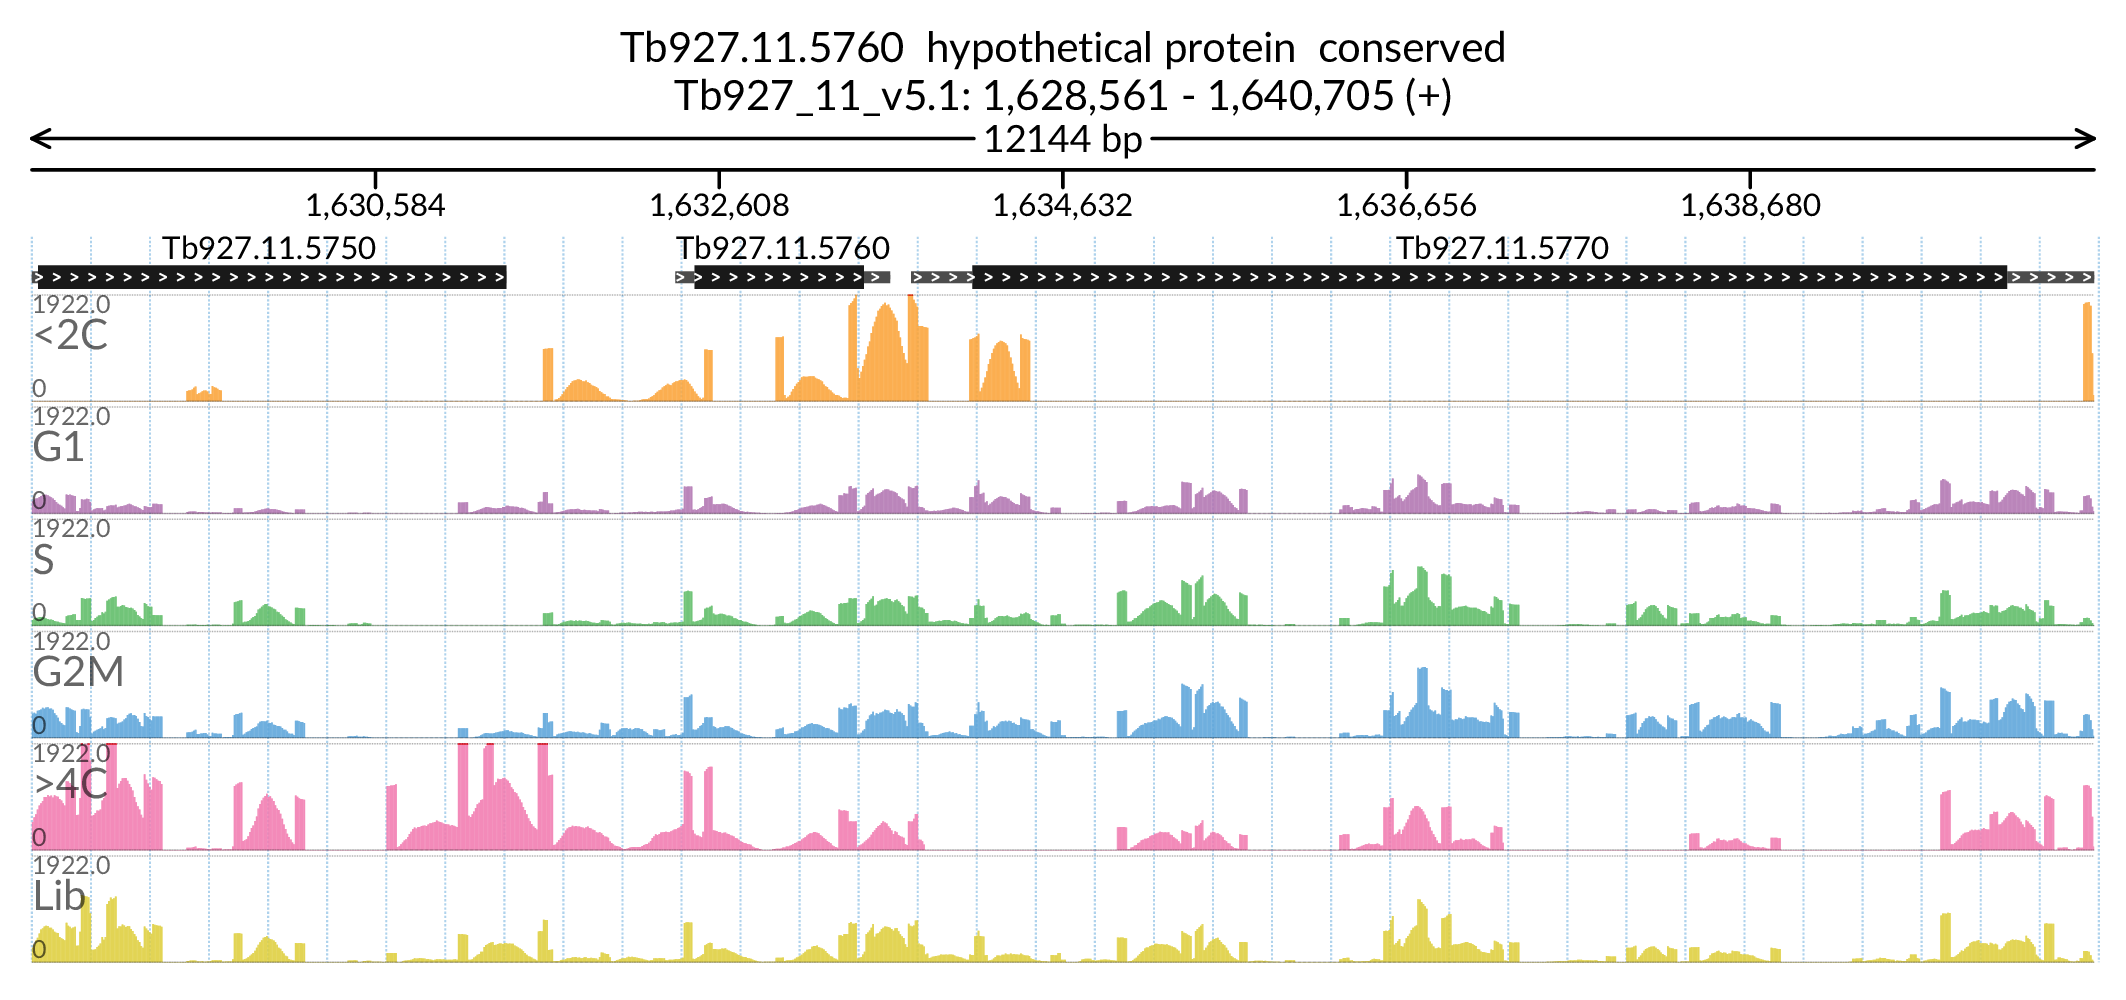 Tb927.11.5760  hypothetical protein  conserved
Tb927_11_v5.1: 1,628,561 - 1,640,705 (+)
12144 bp
1,630,584 1,632,608 1,634,632 1,636,656 1,638,680
Tb927.11.5750 Tb927.11.5760 Tb927.11.5770
1922.0
<2C
0
1922.0
G1
0
1922.0
S
0
1922.0
G2M
0
1922.0
>4C
0
1922.0
Lib
0